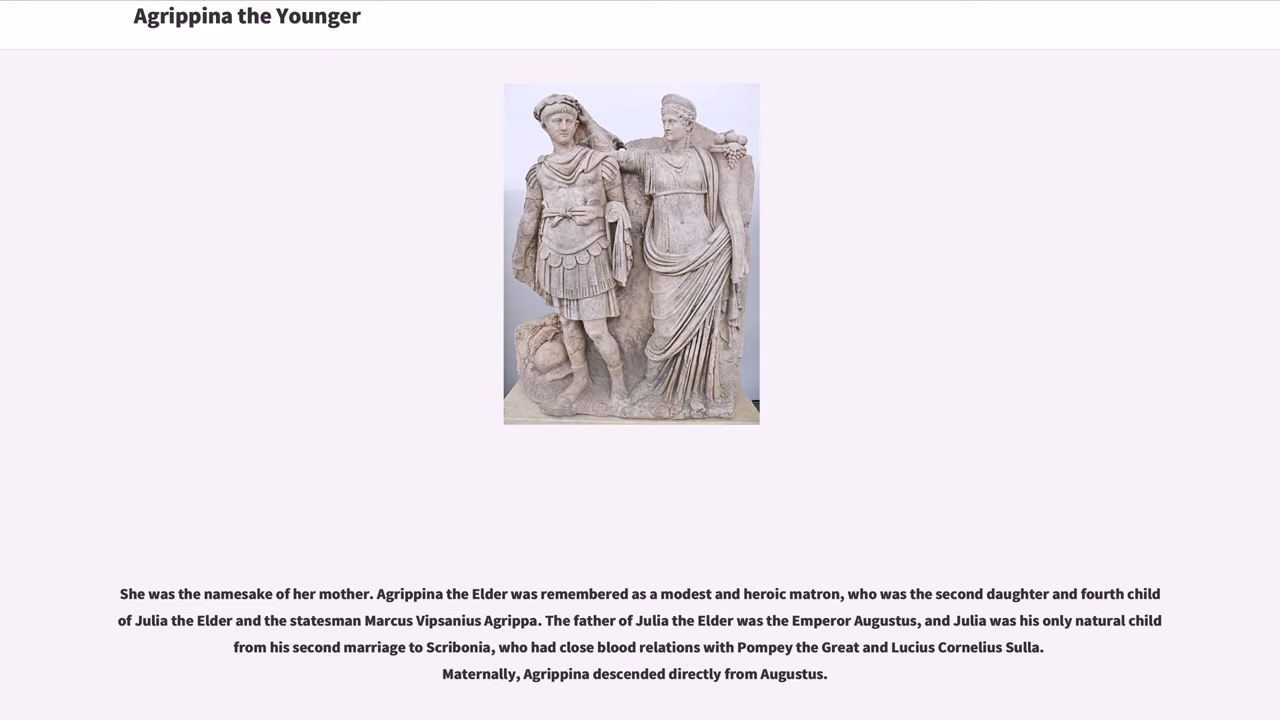 Agrippina the Younger
She was the namesake of her mother. Agrippina the Elder was remembered as a modest and heroic matron, who was the second daughter and fourth child
of Julia the Elder and the statesman Marcus Vipsanius Agrippa. The father of Julia the Elder was the Emperor Augustus, and Julia was his only natural child
from his second marriage to Scribonia, who had close blood relations with Pompey the Great and Lucius Cornelius Sulla.
Maternally, Agrippina descended directly from Augustus.